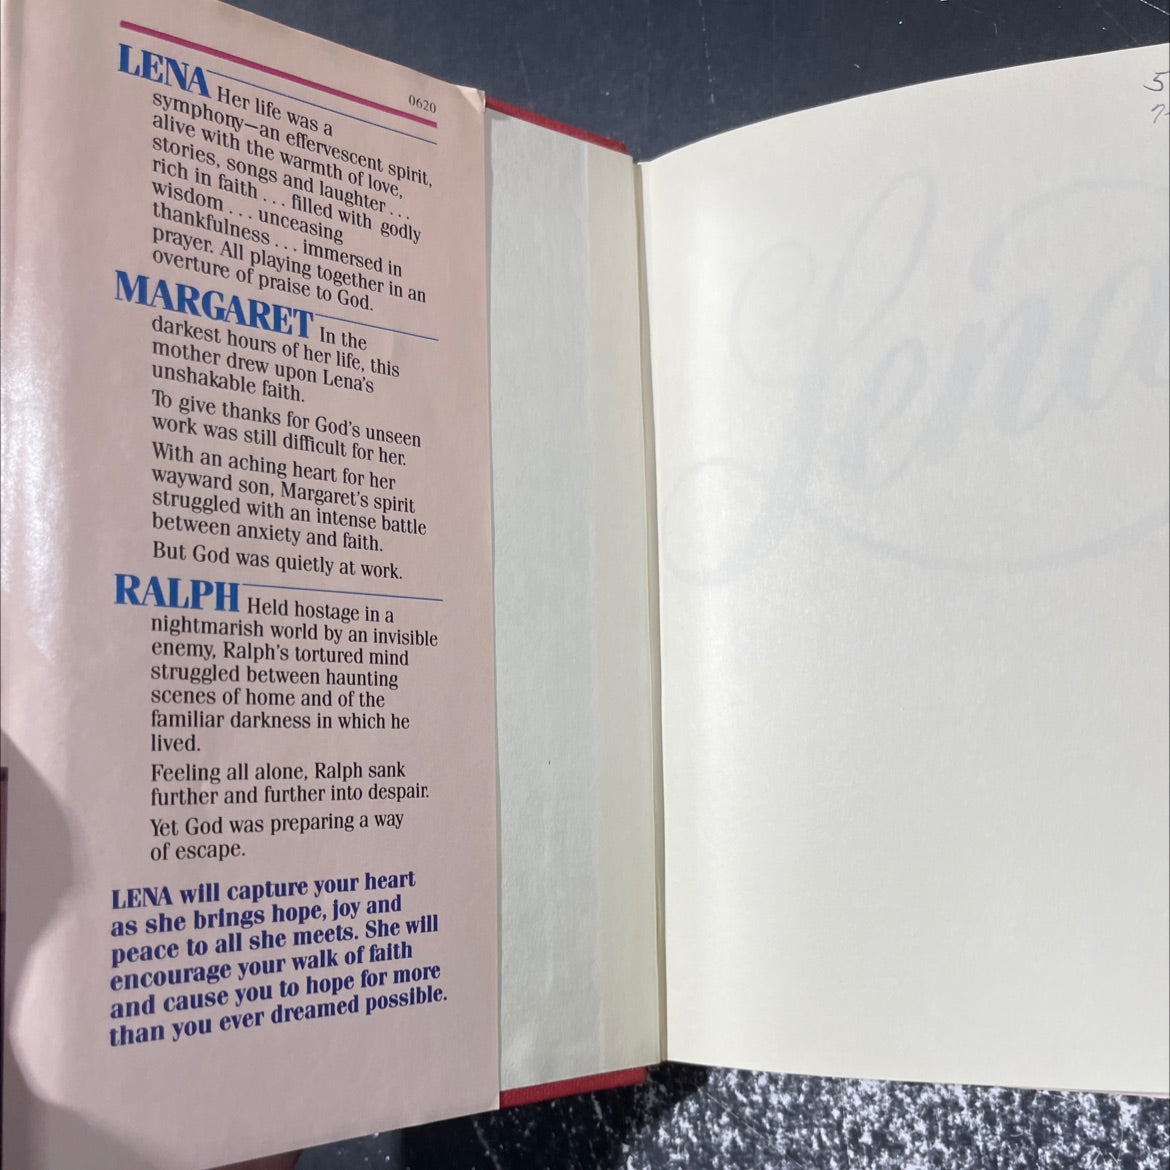 0620
LENA Her life was a
symphony—an effervescent spirit,
alive with the warmth of love,
stories, songs and laughter . . .
rich in faith . . . filled with godly
wisdom . . . unceasing
thankfulness . . . immersed in
prayer. All playing together in an
overture of praise to God.
MARGARET In the
darkest hours of her life, this
mother drew upon Lena's
unshakable faith.
To give thanks for God's unseen
work was still difficult for her.
With an aching heart for her
wayward son, Margaret's spirit
struggled with an intense battle
between anxiety and faith.
But God was quietly at work.
RALPH Held hostage in a
nightmarish world by an invisible
enemy, Ralph's tortured mind
struggled between haunting
scenes of home and of the
familiar darkness in which he
lived.
Feeling all alone, Ralph sank
further and further into despair.
Yet God was preparing a way
of escape.
LENA will capture your heart
as she brings hope, joy and
peace to all she meets. She will
encourage your walk of faith
and cause you to hope for more
than you ever dreamed possible.
Lena
5